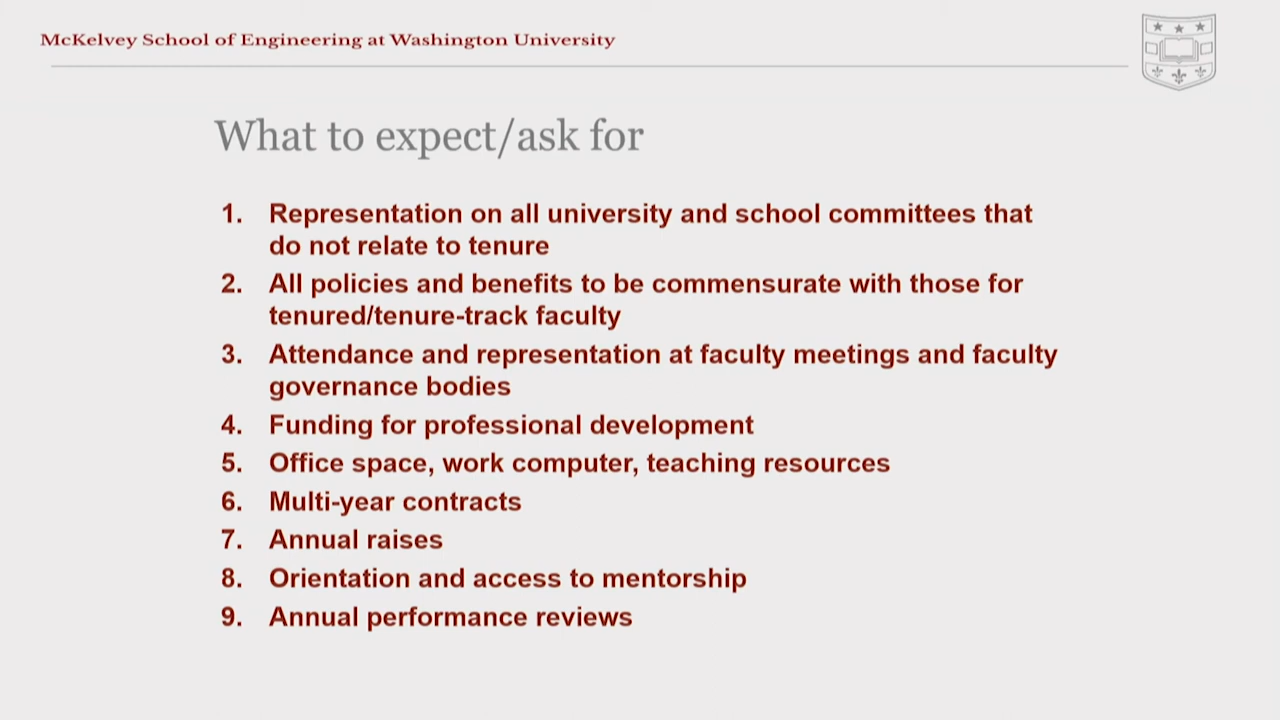 McKelvey School of Engineering at Washington University
What to expect/ask for
1. Representation on all university and school committees that
do not relate to tenure
2. All policies and benefits to be commensurate with those for
tenured/tenure-track faculty
3. Attendance and representation at faculty meetings and faculty
governance bodies
4. Funding for professional development
5. Office space, work computer, teaching resources
6. Multi-year contracts
7. Annual raises
8. Orientation and access to mentorship
9. Annual performance reviews